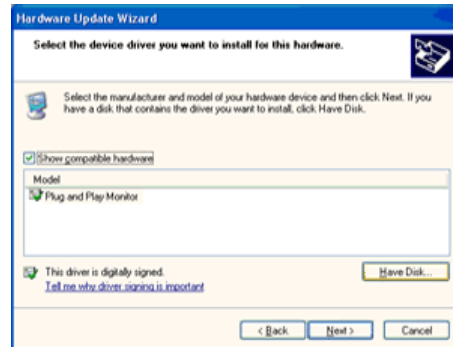 Hardware Update Wizard
Select the device driver you want to install for this hardware.
Select the manufacturer and model of your hardware device and then click Next. If you
have a disk that contains the driver you want to install, click Have Disk.
Show compatible hardware
Model
Plug and Play Monitor
This driver is digitally signed.
Have Disk...
Tell me why driver signing is important
< Back
Next >
Cancel